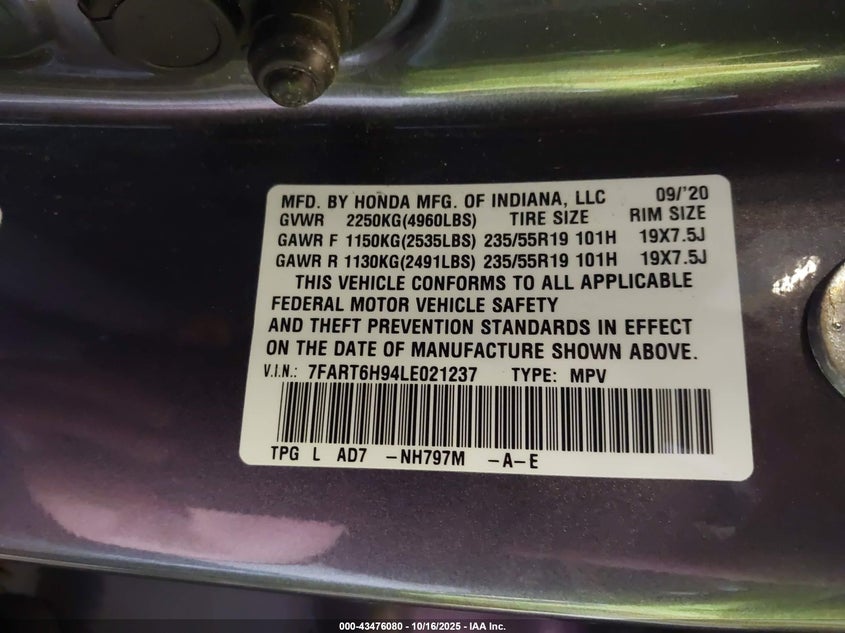 MFD. BY HONDA MFG. OF INDIANA, LLC 09/'20
GVWR 2250KG(4960LBS) TIRE SIZE RIM SIZE
GAWR F 1150KG(2535LBS) 235/55R19 101H 19X7.5J
GAWR R 1130KG(2491LBS) 235/55R19 101H 19X7.5J
THIS VEHICLE CONFORMS TO ALL APPLICABLE
FEDERAL MOTOR VEHICLE SAFETY
AND THEFT PREVENTION STANDARDS IN EFFECT
ON THE DATE OF MANUFACTURE SHOWN ABOVE.
V.I.N.: 7FART6H94LE021237 TYPE: MPV
TPG L AD7 -NH797M -A-E
000-43476080 - 10/16/2025 - IAA Inc.